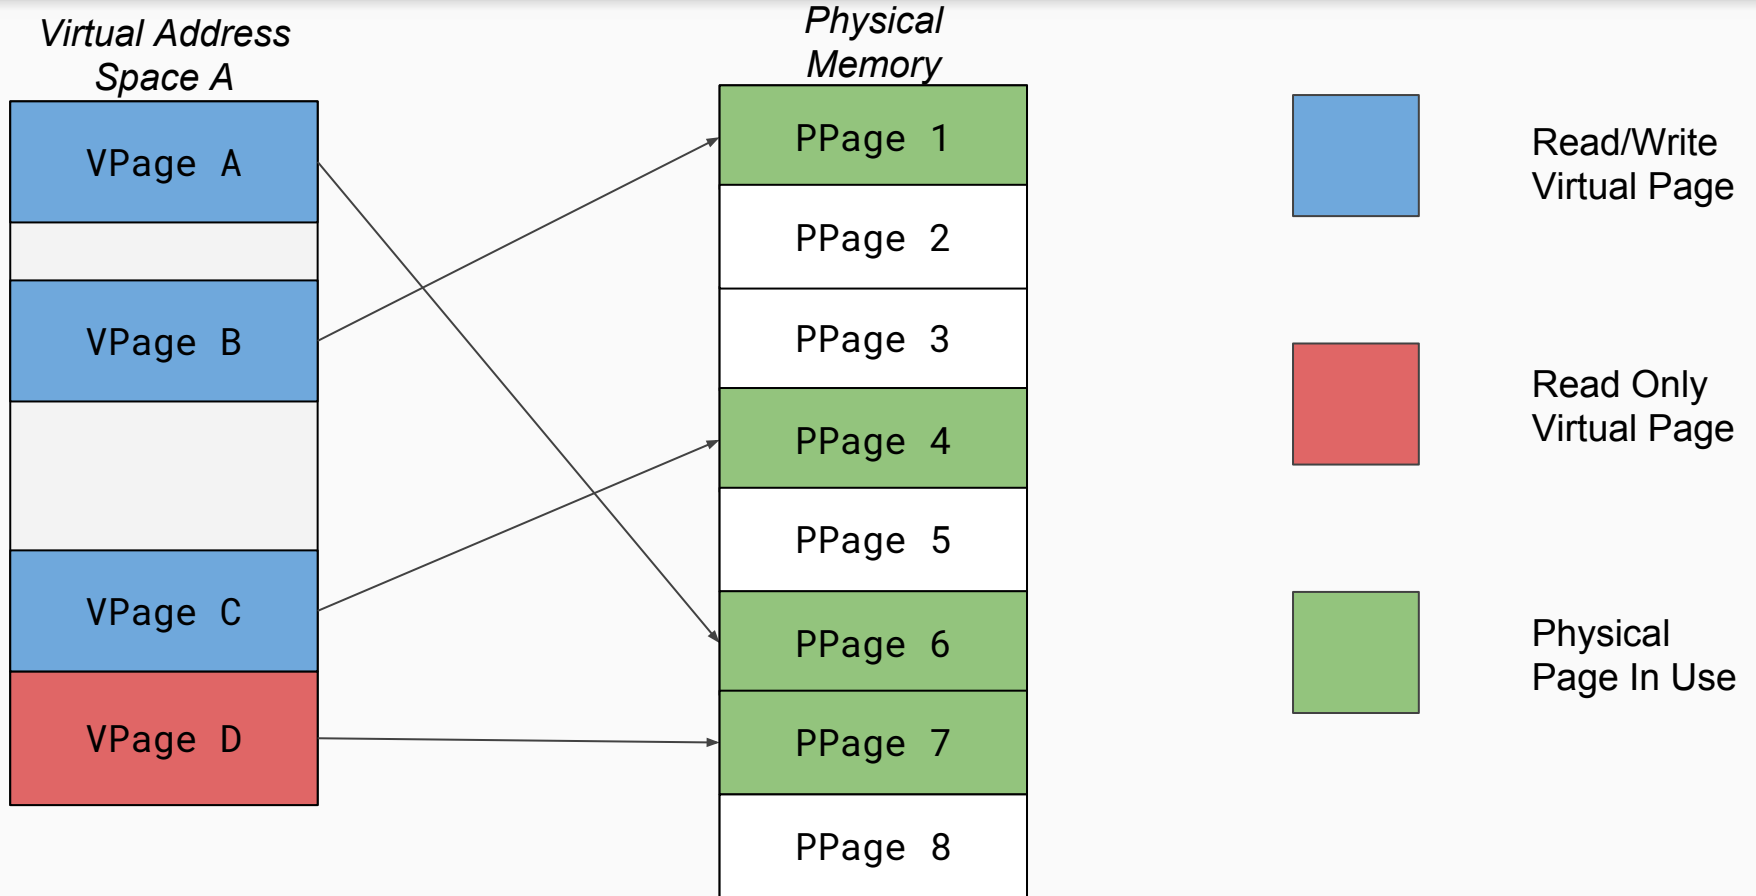 Virtual Address
Space A
VPage A
VPage B
VPage C
VPage D
Physical
Memory
PPage 1
PPage 2
PPage 3
PPage 4
PPage 5
PPage 6
PPage 7
PPage 8
Read/Write
Virtual Page
Read Only
Virtual Page
Physical
Page In Use